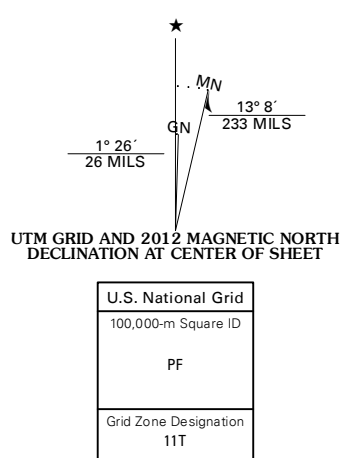 ★
MN
GN
13° 8´
233 MILS
1° 26´
26 MILS
UTM GRID AND 2012 MAGNETIC NORTH
DECLINATION AT CENTER OF SHEET
U.S. National Grid
100,000-m Square ID
PF
Grid Zone Designation
11T